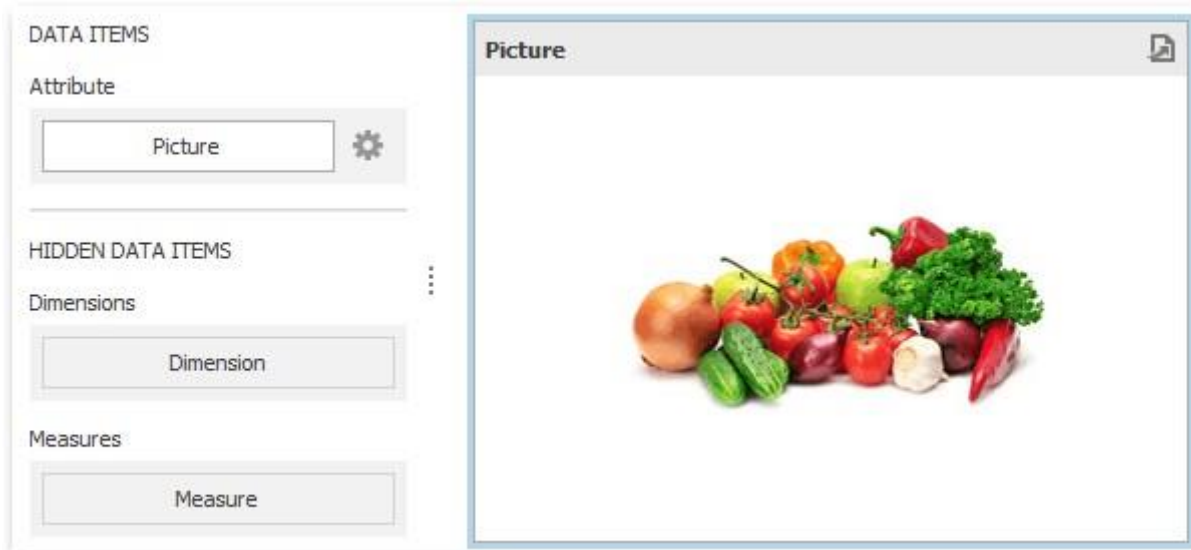 DATA ITEMS
Attribute
Picture
HIDDEN DATA ITEMS
Dimensions
Dimension
Measures
Measure
Picture